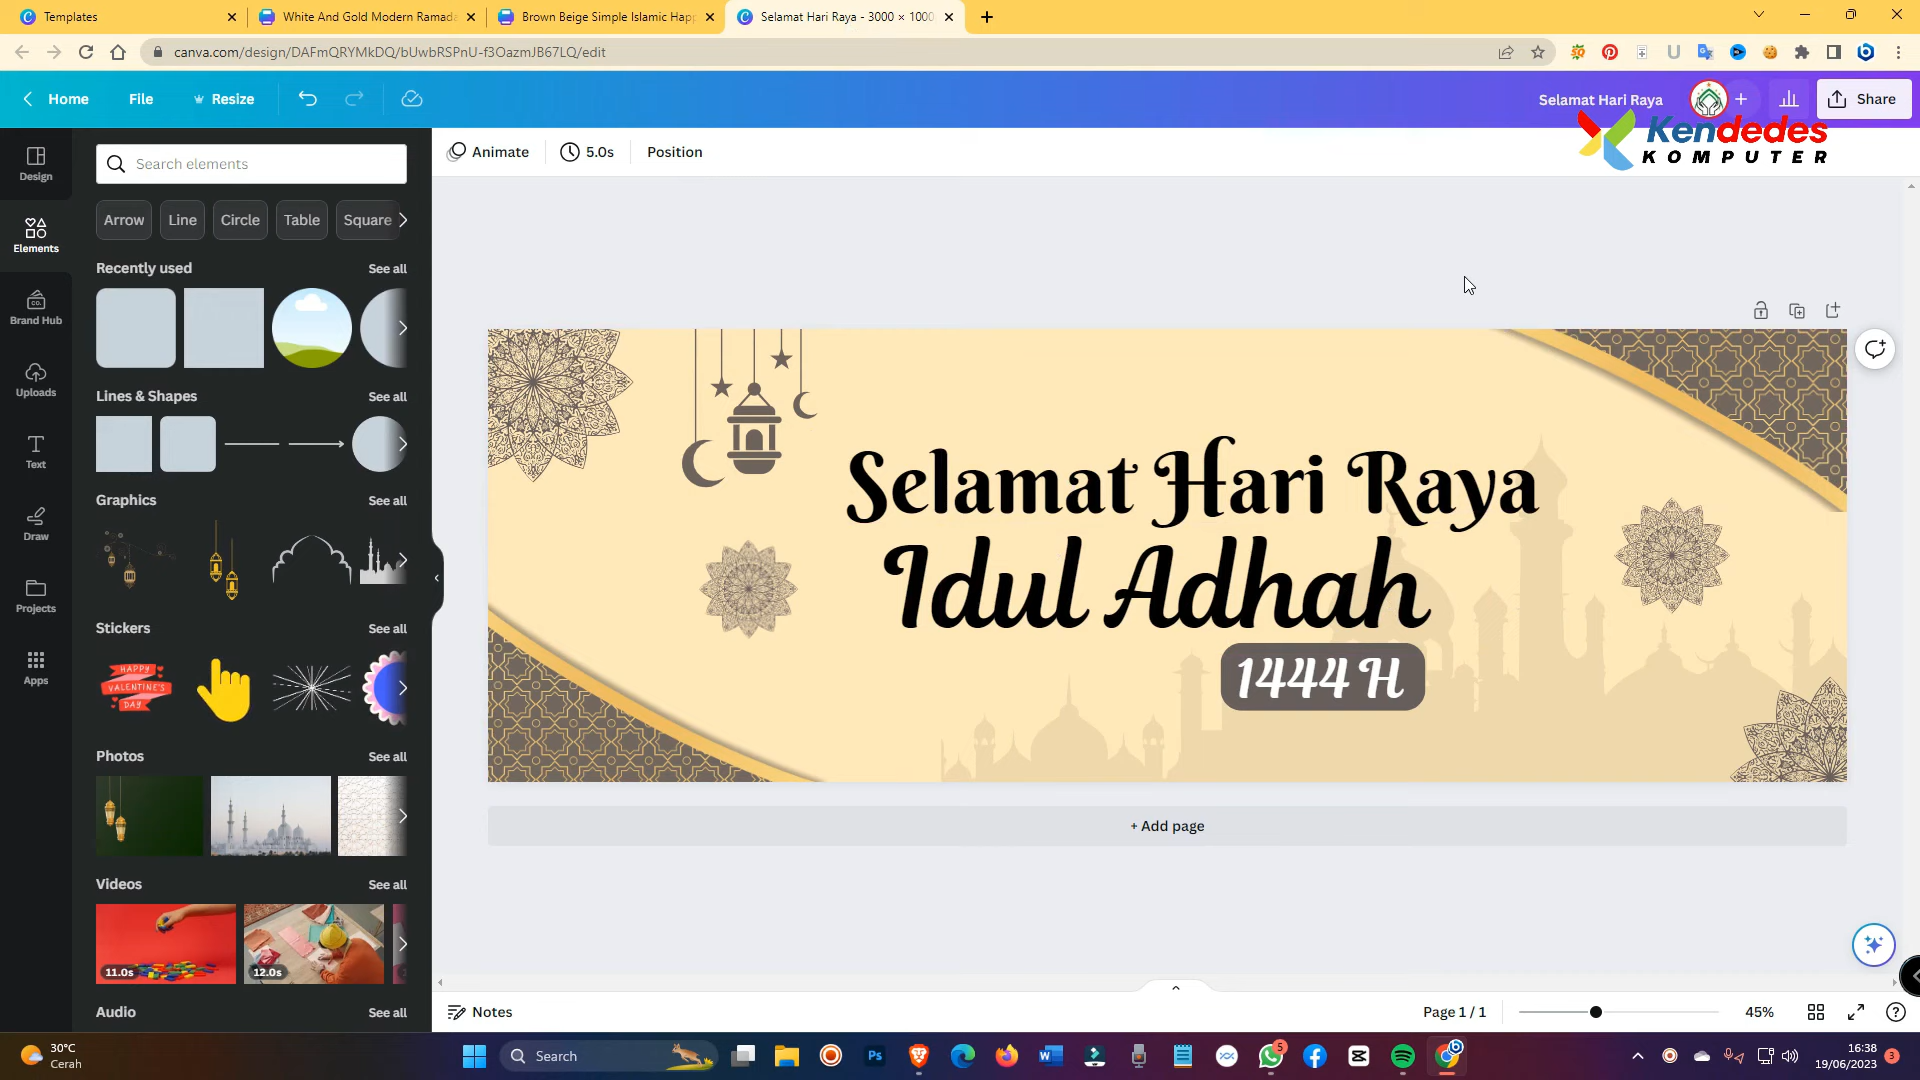 Templates
White And Gold Modern Ramada
Brown Beige Simple Islamic Happ
Selamat Hari Raya - 3000 × 1000
canva.com/design/DAFmQRYMkDQ/bUwbRSPnU-f3OazmJB67LQ/edit
Home
File
Resize
Selamat Hari Raya
Share
Kendedes
KOMPUTER
Design
Elements
Brand Hub
Uploads
Text
Draw
Projects
Apps
Search elements
Arrow
Line
Circle
Table
Square
Recently used
See all
Lines & Shapes
See all
Graphics
See all
Stickers
See all
HAPPY
VALENTINE'S
DAY
Photos
See all
Videos
See all
11.0s
12.0s
Audio
See all
Animate
5.0s
Position
Selamat Hari Raya
Idul Adhah
1444 H
+ Add page
Notes
Page 1 / 1
45%
30°C
Cerah
Search
Ps
5
16:38
19/06/2023
3